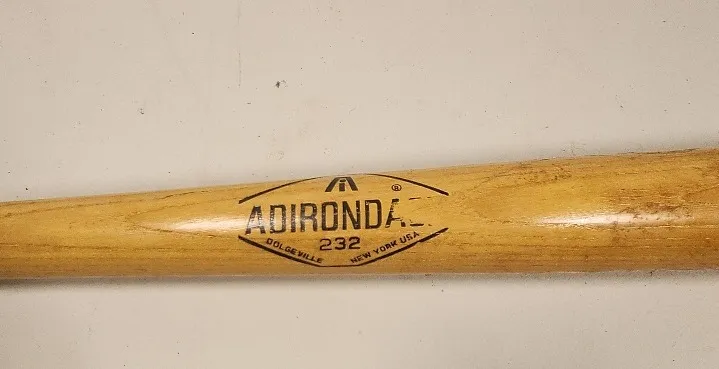 ®
ADIRONDA
232
DOLGEVILLE NEW YORK USA